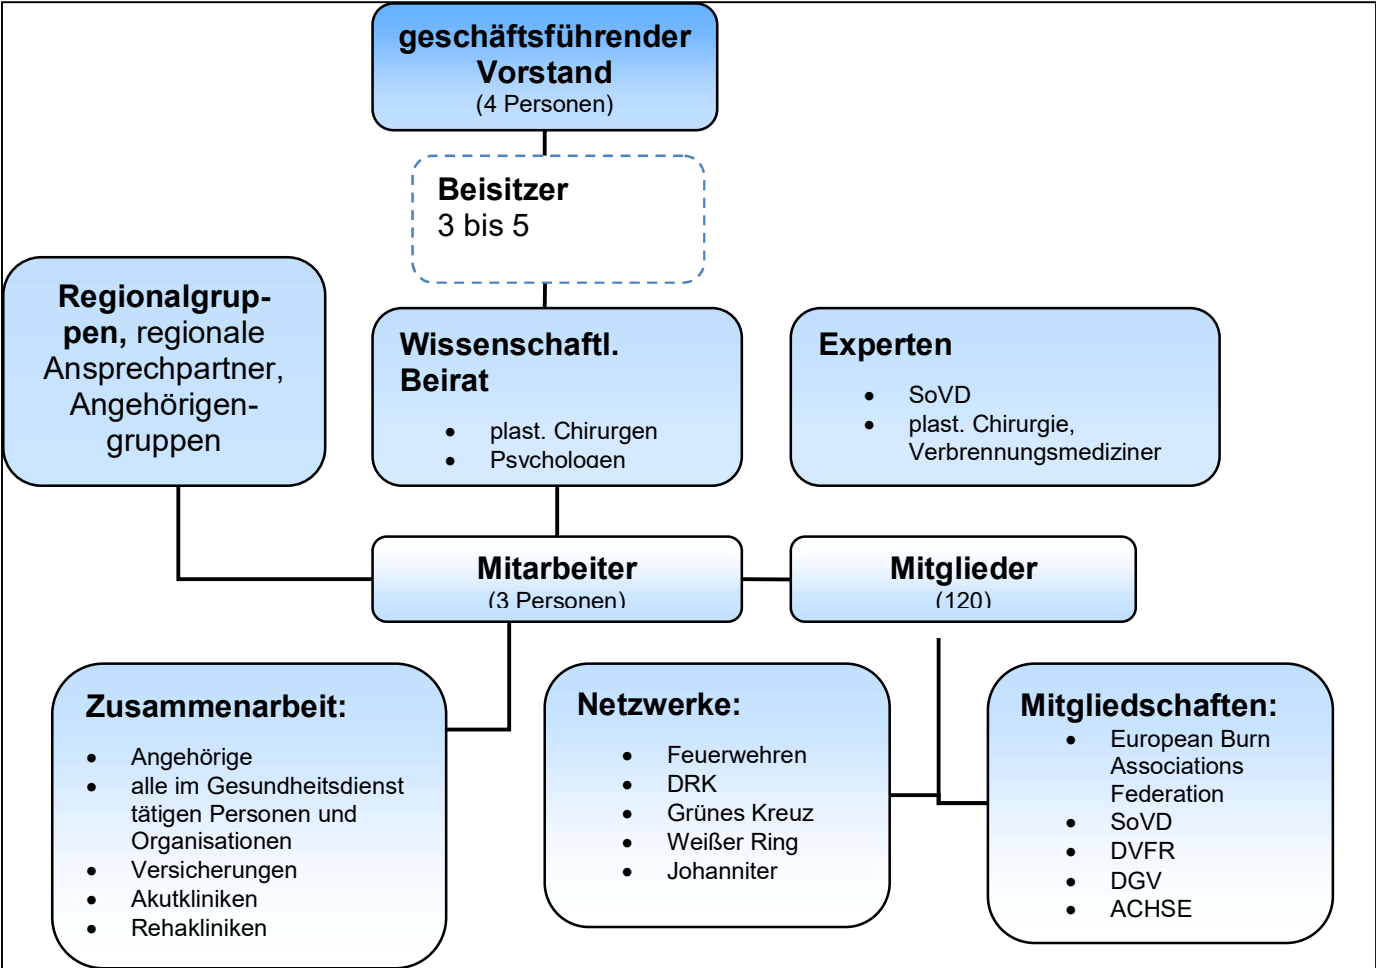 geschäftsführender
Vorstand
(4 Personen)
Beisitzer
3 bis 5
Regionalgrup-
pen, regionale
Ansprechpartner,
Angehörigen-
gruppen
Wissenschaftl.
Beirat
• plast. Chirurgen
• Psychologen
Experten
• SoVD
• plast. Chirurgie,
Verbrennungsmediziner
Mitarbeiter
(3 Personen)
Mitglieder
(120)
Zusammenarbeit:
• Angehörige
• alle im Gesundheitsdienst
tätigen Personen und
Organisationen
• Versicherungen
• Akutkliniken
• Rehakliniken
Netzwerke:
• Feuerwehren
• DRK
• Grünes Kreuz
• Weißer Ring
• Johanniter
Mitgliedschaften:
• European Burn
Associations
Federation
• SoVD
• DVFR
• DGV
• ACHSE